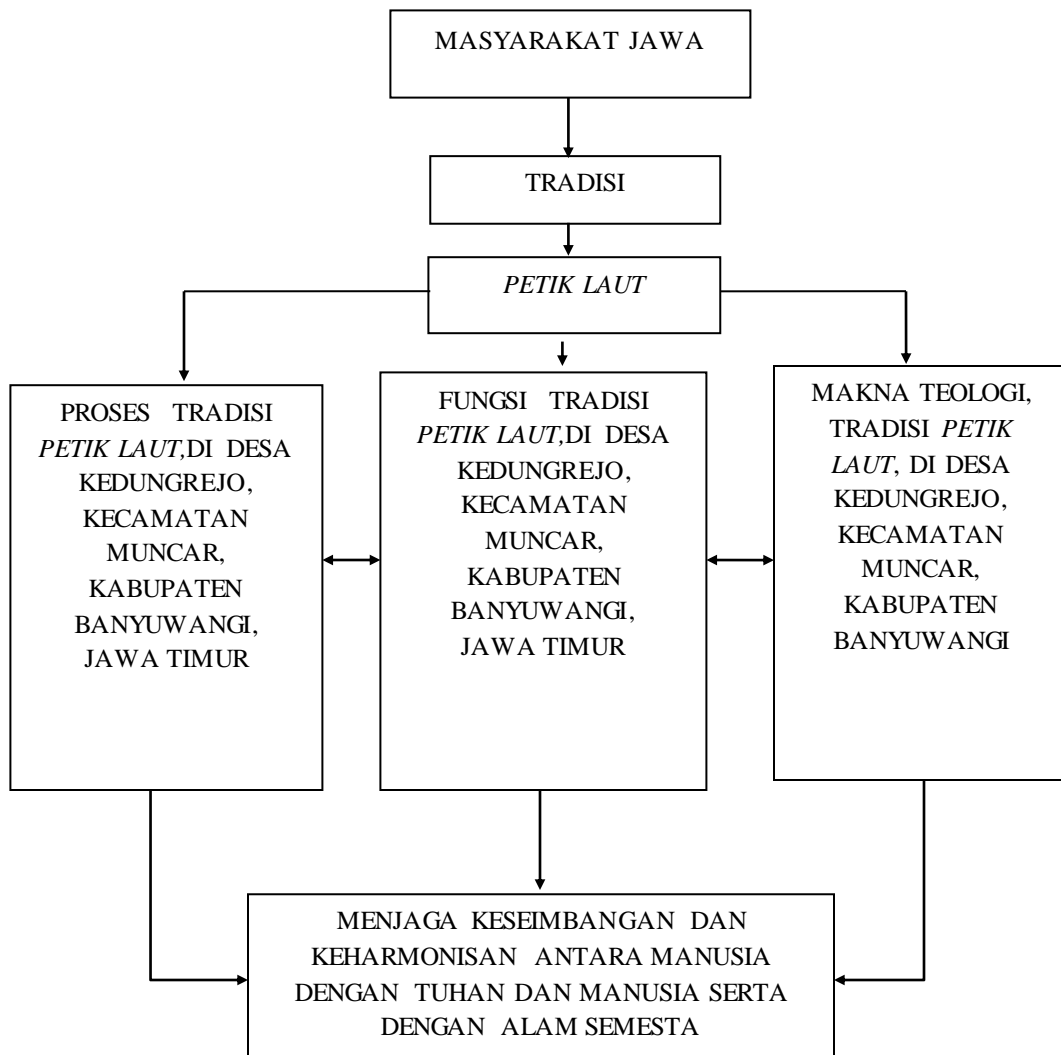 MASYARAKAT JAWA
TRADISI
PETIK LAUT
PROSES TRADISI
PETIK LAUT,DI DESA
KEDUNGREJO,
KECAMATAN
MUNCAR,
KABUPATEN
BANYUWANGI,
JAWA TIMUR
FUNGSI TRADISI
PETIK LAUT,DI DESA
KEDUNGREJO,
KECAMATAN
MUNCAR,
KABUPATEN
BANYUWANGI,
JAWA TIMUR
MAKNA TEOLOGI,
TRADISI PETIK
LAUT, DI DESA
KEDUNGREJO,
KECAMATAN
MUNCAR,
KABUPATEN
BANYUWANGI
MENJAGA KESEIMBANGAN DAN
KEHARMONISAN ANTARA MANUSIA
DENGAN TUHAN DAN MANUSIA SERTA
DENGAN ALAM SEMESTA